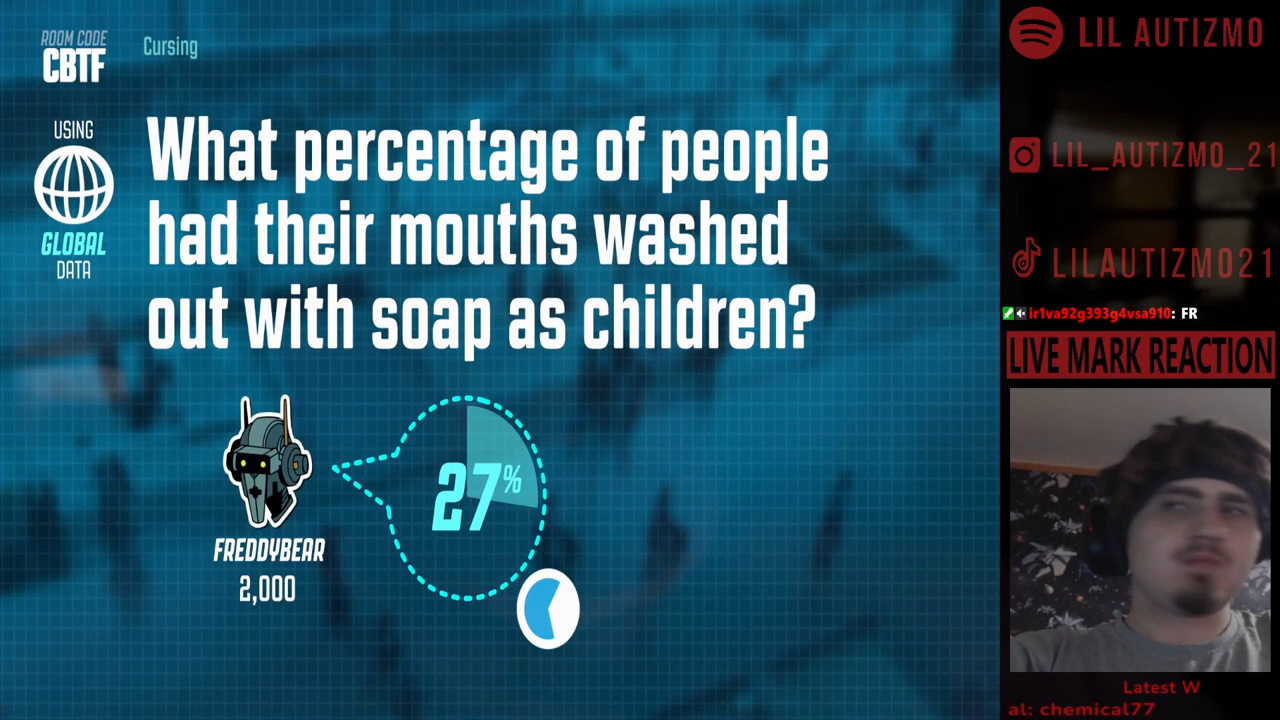 ROOM CODE
CBTF
Cursing
USING
GLOBAL
DATA
What percentage of people
had their mouths washed
out with soap as children?
27%
FREDDYBEAR
2,000
LIL AUTIZMO
LIL_AUTIZMO_21
LILAUTIZMO21
ir1va92g393g4vsa910: FR
LIVE MARK REACTION
Latest W
al: chemical77